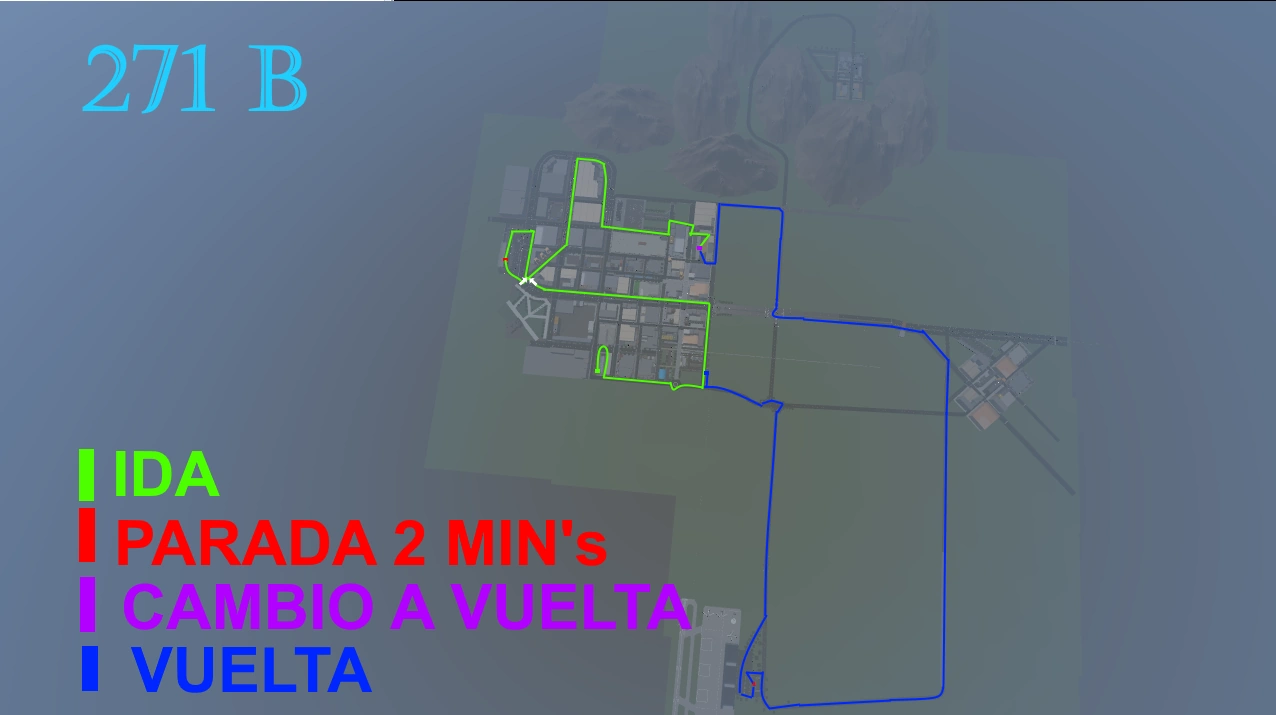 271 B
IDA
PARADA 2 MIN's
CAMBIO A VUELTA
VUELTA